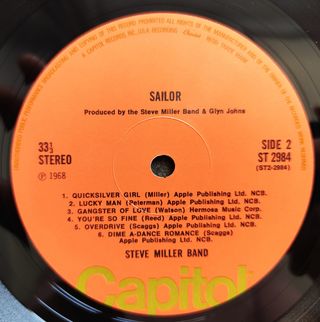 SAILOR
Produced by the Steve Miller Band & Glyn Johns
33⅓
STEREO
SIDE 2
ST 2984
(ST2-2984)
Ⓟ 1968
1. QUICKSILVER GIRL (Miller) Apple Publishing Ltd. NCB.
2. LUCKY MAN (Peterman) Apple Publishing Ltd. NCB.
3. GANGSTER OF LOVE (Watson) Hermosa Music Corp.
4. YOU'RE SO FINE (Reed) Apple Publishing Ltd. NCB.
5. OVERDRIVE (Scaggs) Apple Publishing Ltd. NCB.
6. DIME A-DANCE ROMANCE (Scaggs)
Apple Publishing Ltd. NCB.
STEVE MILLER BAND
Capitol